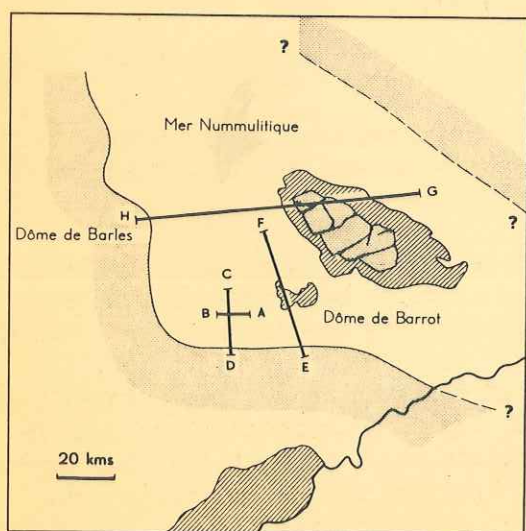 ?
Mer Nummulitique
?
G
H
F
Dôme de Barles
C
B A
Dôme de Barrot
D
E
?
20 kms